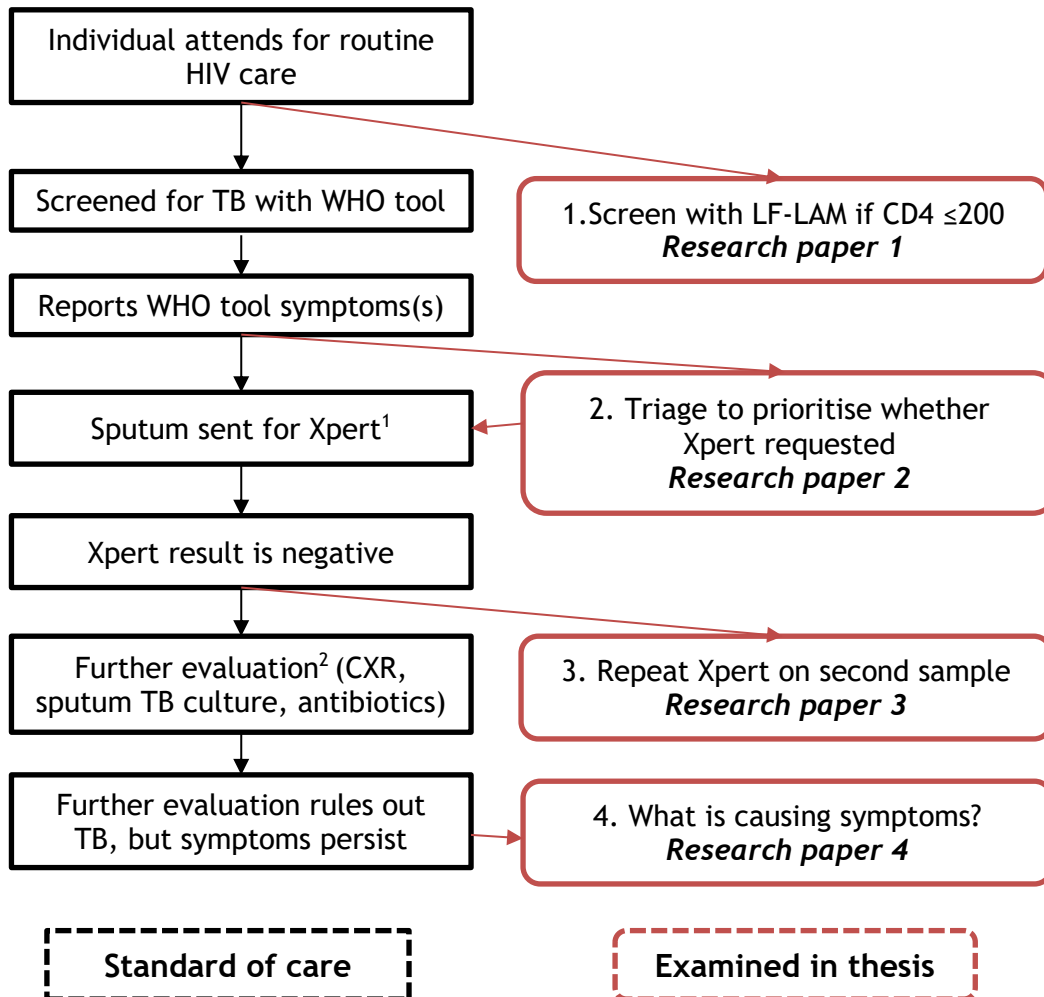 Individual attends for routine
HIV care
Screened for TB with WHO tool
1.Screen with LF-LAM if CD4 ≤200
Research paper 1
Reports WHO tool symptoms(s)
Sputum sent for Xpert¹
2. Triage to prioritise whether
Xpert requested
Research paper 2
Xpert result is negative
Further evaluation² (CXR,
sputum TB culture, antibiotics)
3. Repeat Xpert on second sample
Research paper 3
Further evaluation rules out
TB, but symptoms persist
4. What is causing symptoms?
Research paper 4
Standard of care
Examined in thesis